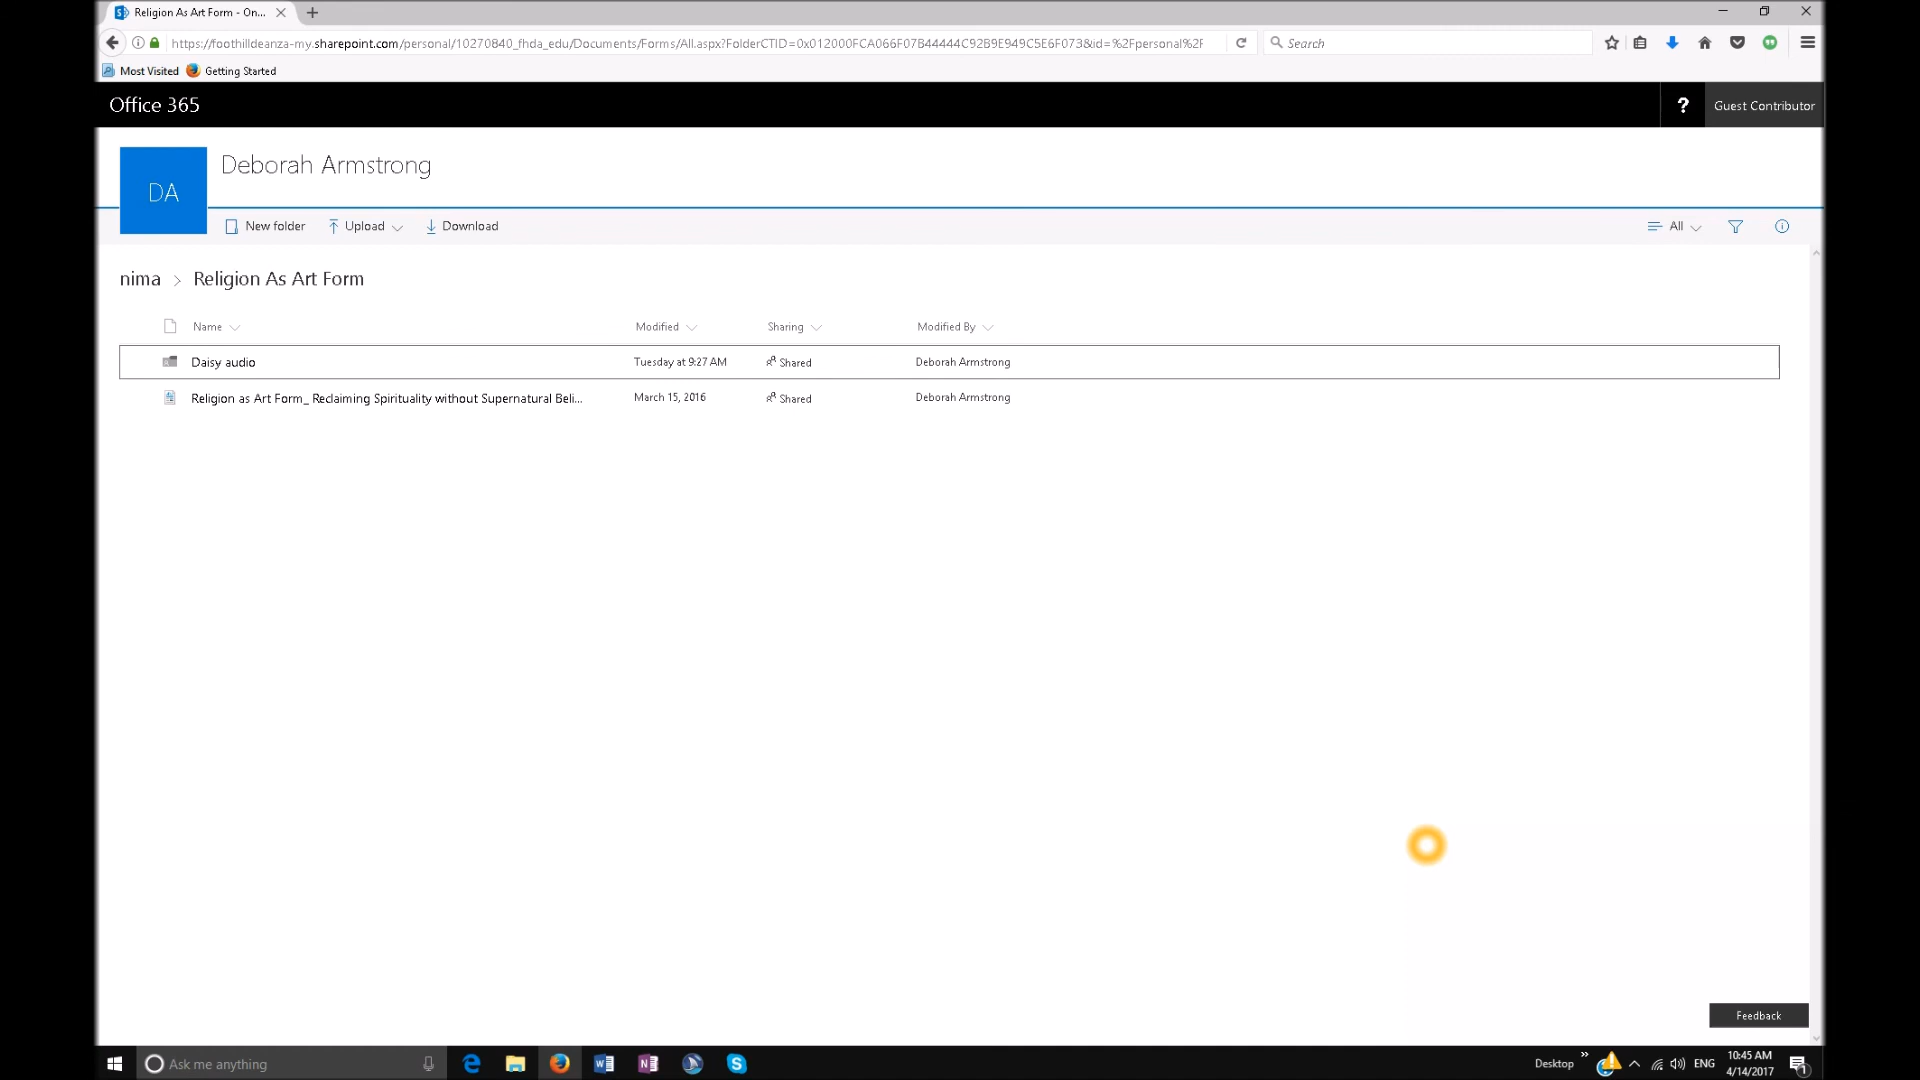 Religion As Art Form - On...
https://foothilldeanza-my.sharepoint.com/personal/10270840_fhda_edu/Documents/Forms/All.aspx?FolderCTID=0x012000FCA066F07B44444C92B9E949C5E6F073&id=%2Fpersonal%2F
Search
Most Visited Getting Started
Office 365
? Guest Contributor
DA
Deborah Armstrong
New folder Upload Download All
nima > Religion As Art Form
Name Modified Sharing Modified By
Daisy audio Tuesday at 9:27 AM Shared Deborah Armstrong
Religion as Art Form_ Reclaiming Spirituality without Supernatural Beli... March 15, 2016 Shared Deborah Armstrong
Feedback
Ask me anything
Desktop ENG 10:45 AM
4/14/2017